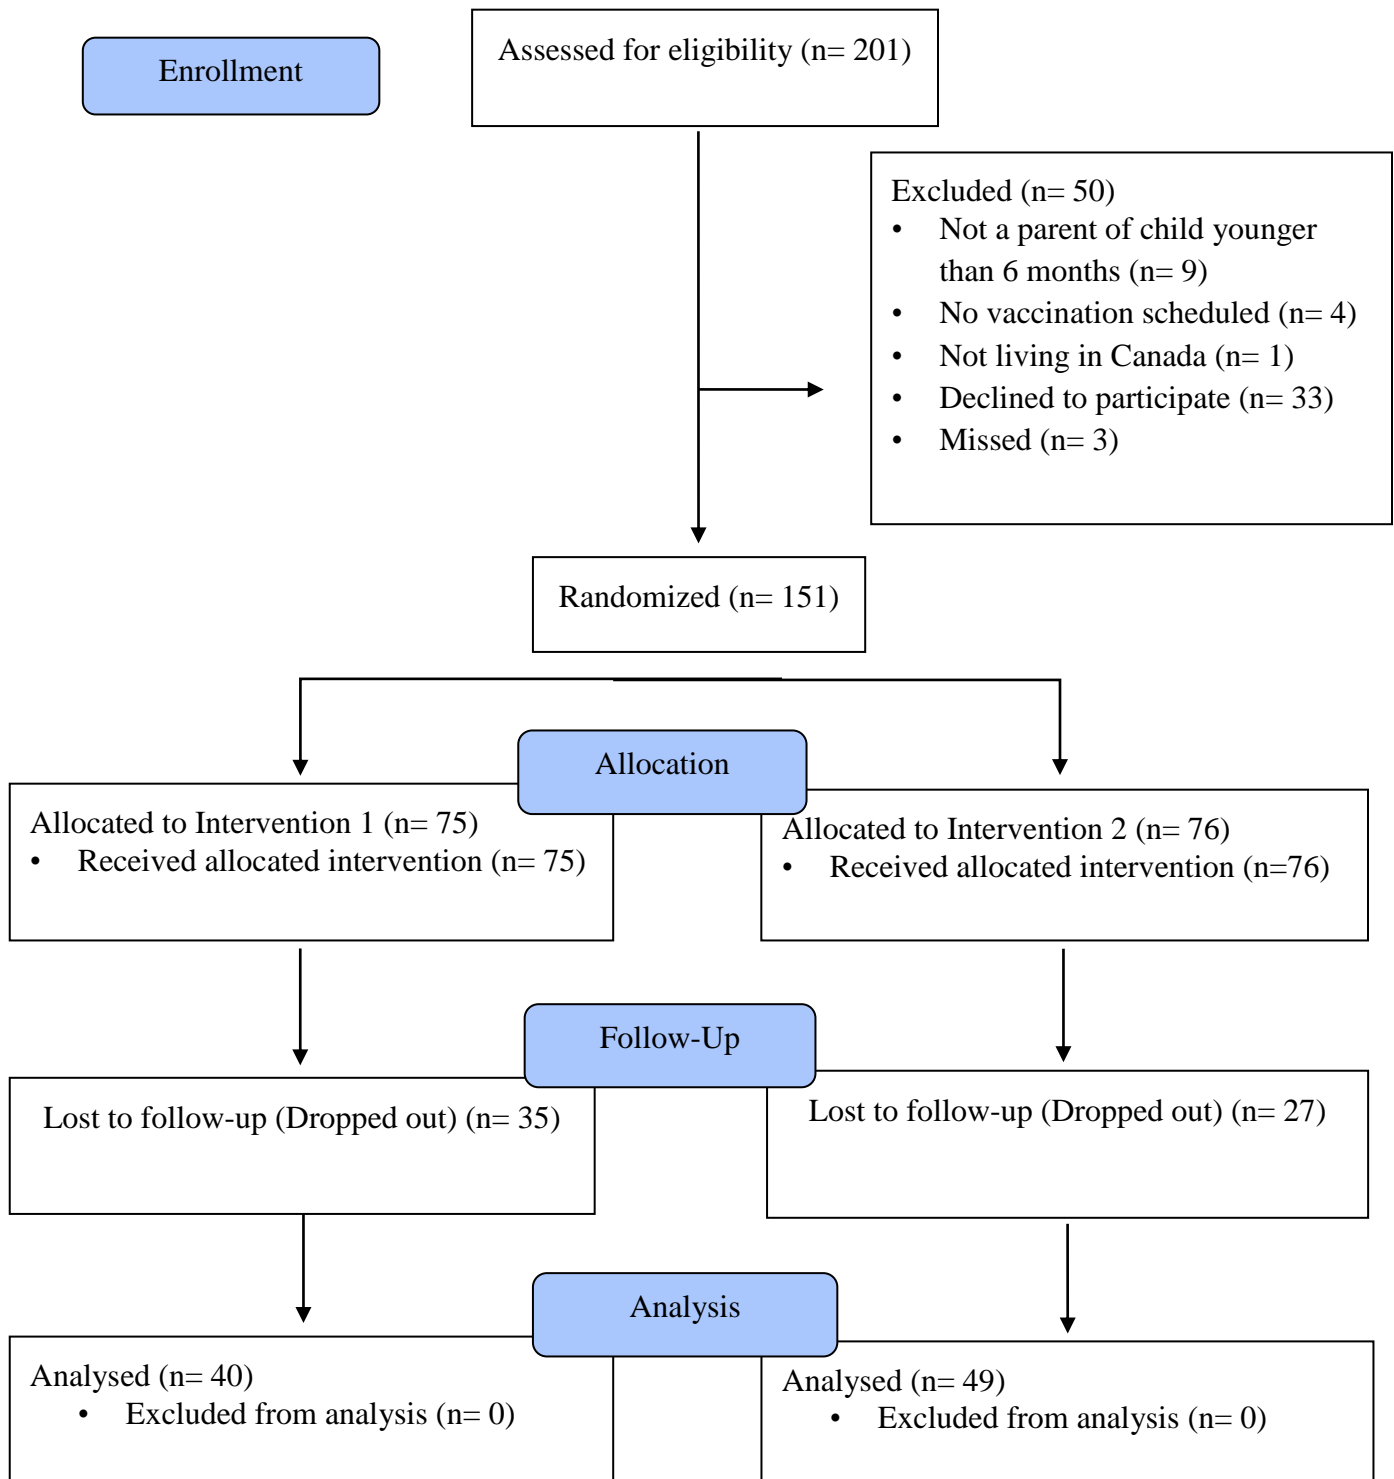 Enrollment
Assessed for eligibility (n= 201)
Excluded (n= 50)
• Not a parent of child younger
than 6 months (n= 9)
• No vaccination scheduled (n= 4)
• Not living in Canada (n= 1)
• Declined to participate (n= 33)
• Missed (n= 3)
Randomized (n= 151)
Allocation
Allocated to Intervention 1 (n= 75)
• Received allocated intervention (n= 75)
Allocated to Intervention 2 (n= 76)
• Received allocated intervention (n=76)
Follow-Up
Lost to follow-up (Dropped out) (n= 35)
Lost to follow-up (Dropped out) (n= 27)
Analysis
Analysed (n= 40)
• Excluded from analysis (n= 0)
Analysed (n= 49)
• Excluded from analysis (n= 0)